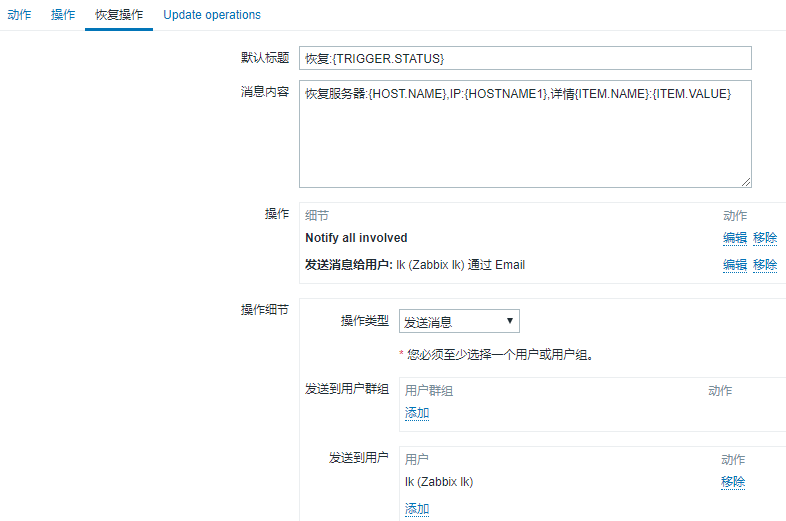 动作 操作 恢复操作 Update operations
默认标题 恢复:{TRIGGER.STATUS}
消息内容 恢复服务器:{HOST.NAME},IP:{HOSTNAME1},详情{ITEM.NAME}:{ITEM.VALUE}
操作 细节 动作
Notify all involved 编辑 移除
发送消息给用户: lk (Zabbix lk) 通过 Email 编辑 移除
操作细节
操作类型 发送消息
* 您必须至少选择一个用户或用户组。
发送到用户群组 用户群组 动作
添加
发送到用户 用户 动作
lk (Zabbix lk) 移除
添加